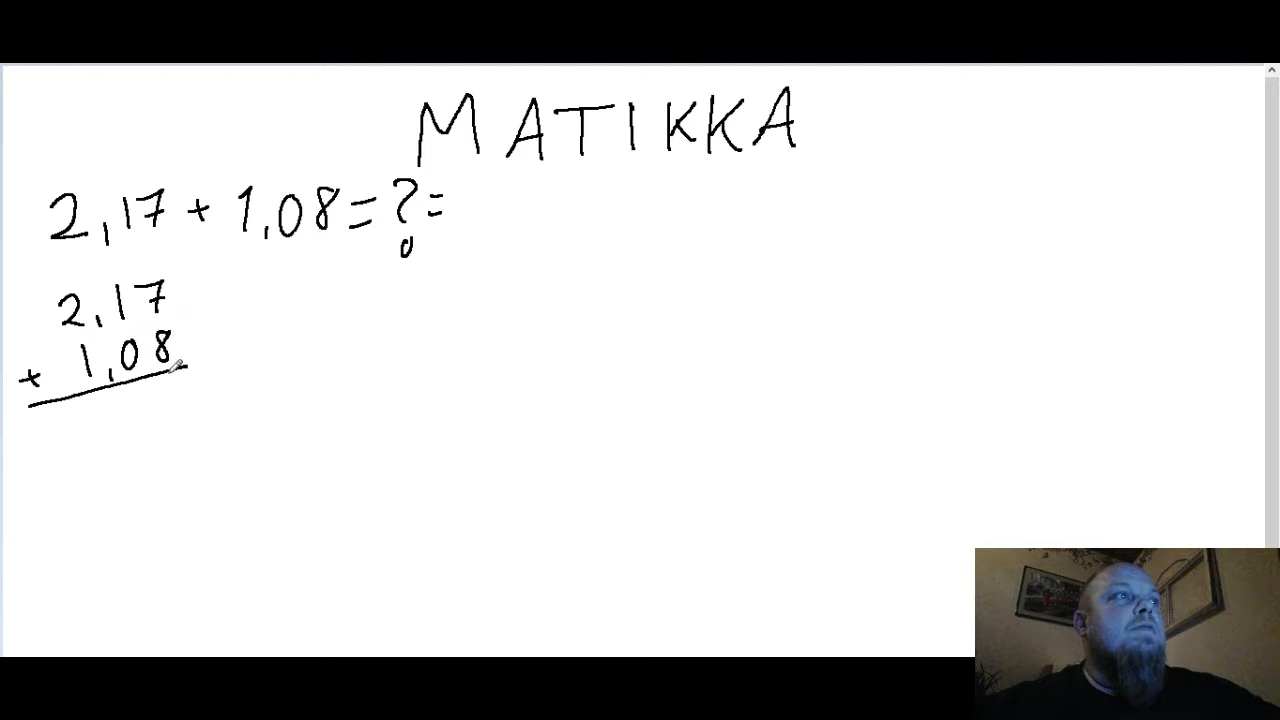 MATIKKA
2,17 + 1,08 = ? =
2,17
+ 1,08